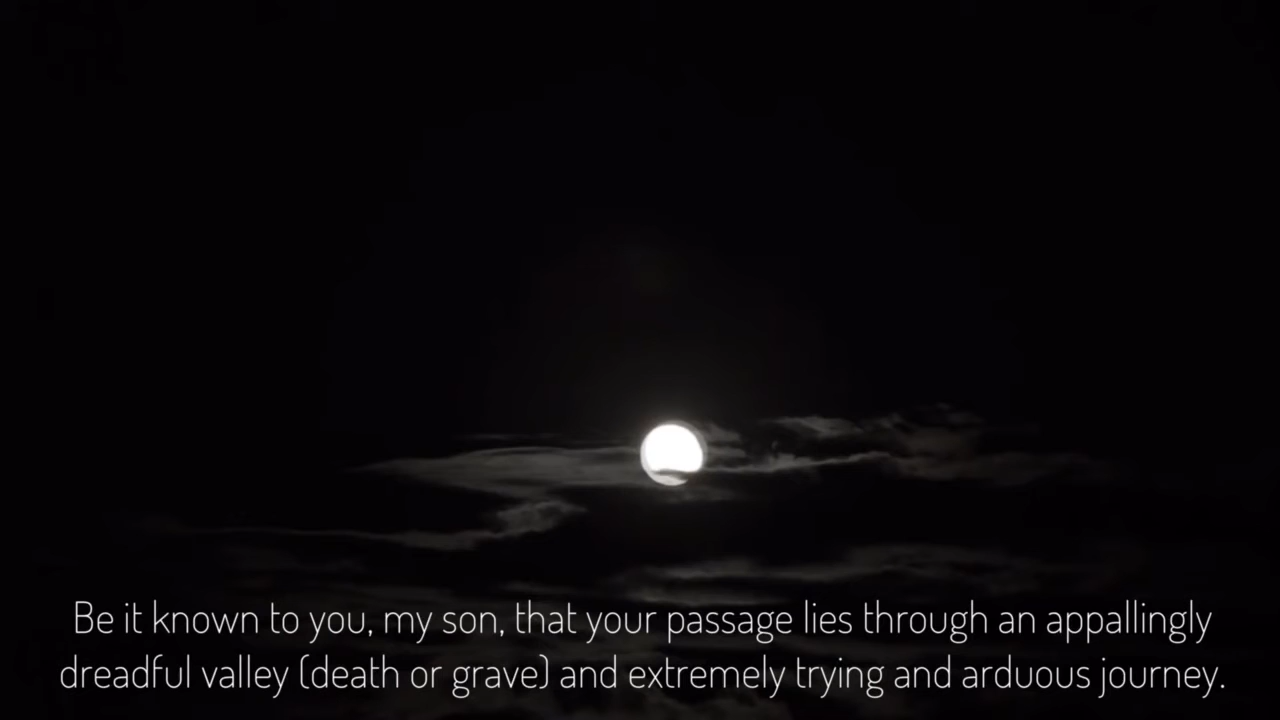 Be it known to you, my son, that your passage lies through an appallingly
dreadful valley (death or grave) and extremely trying and arduous journey.